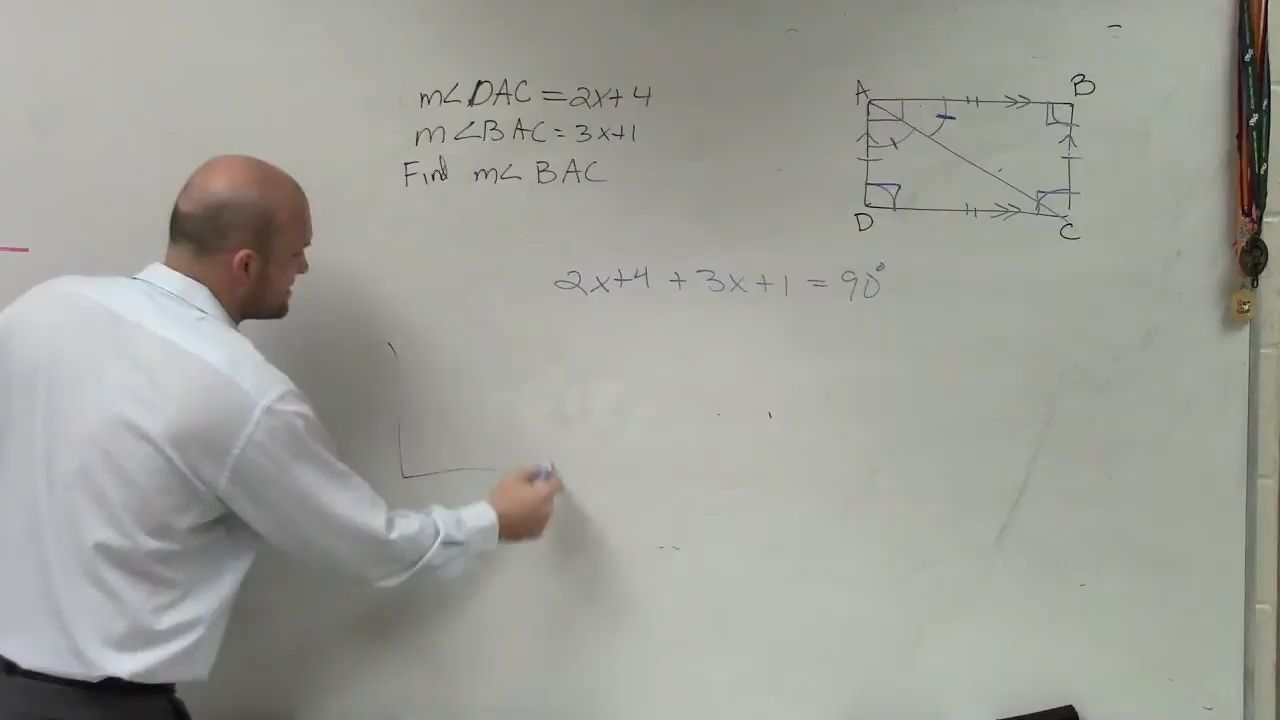 m∠DAC = 2x+4
m∠BAC = 3x+1
Find m∠BAC
A B
D C
2x+4 + 3x+1 = 90°